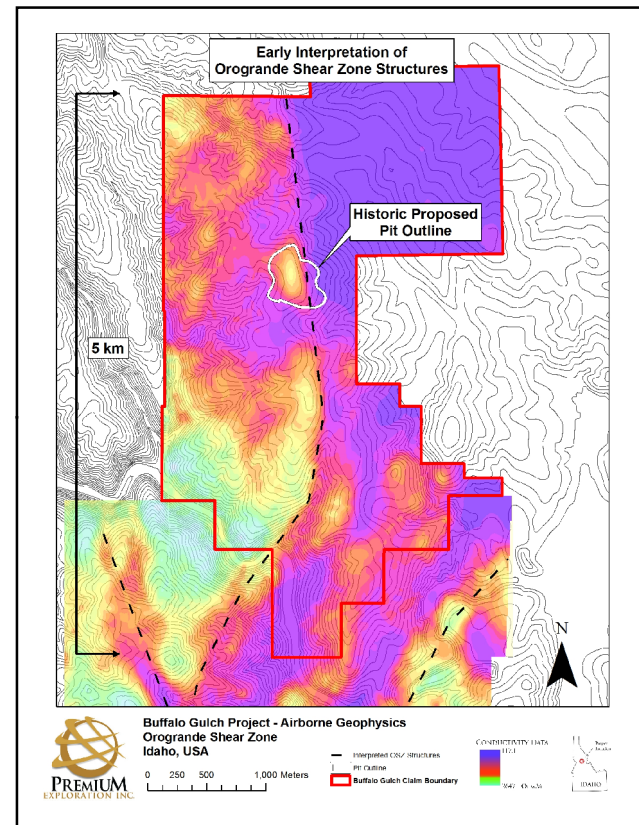 Early Interpretation of
Orogrande Shear Zone Structures
Historic Proposed
Pit Outline
5 km
N
Buffalo Gulch Project - Airborne Geophysics
Orogrande Shear Zone
Idaho, USA
0 250 500 1,000 Meters
PREMIUM
EXPLORATION INC.
Interpreted OSZ Structures
Pit Outline
Buffalo Gulch Claim Boundary
CONDUCTIVITY DATA
IDAHO